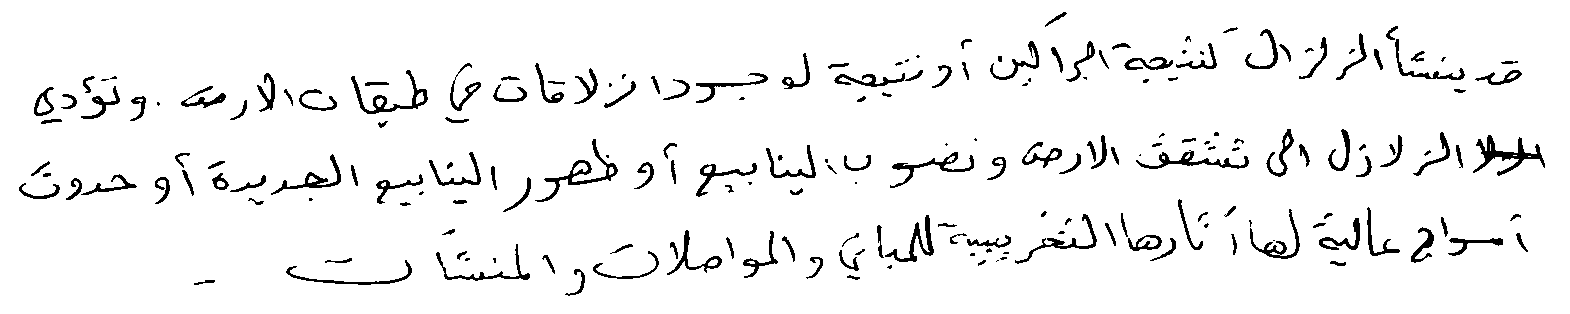 قد ينشأ الزلزال كنتيجة البراكين أو نتيجة لوجود انزلاقات في طبقات الارض . وتؤدي
الزلازل الى تشقق الارض ونضوب الينابيع أو ظهور الينابيع الجديدة أو حدوث
أمواج عالية لها آثارها التخريبية للمباني والمواصلات والمنشآت .